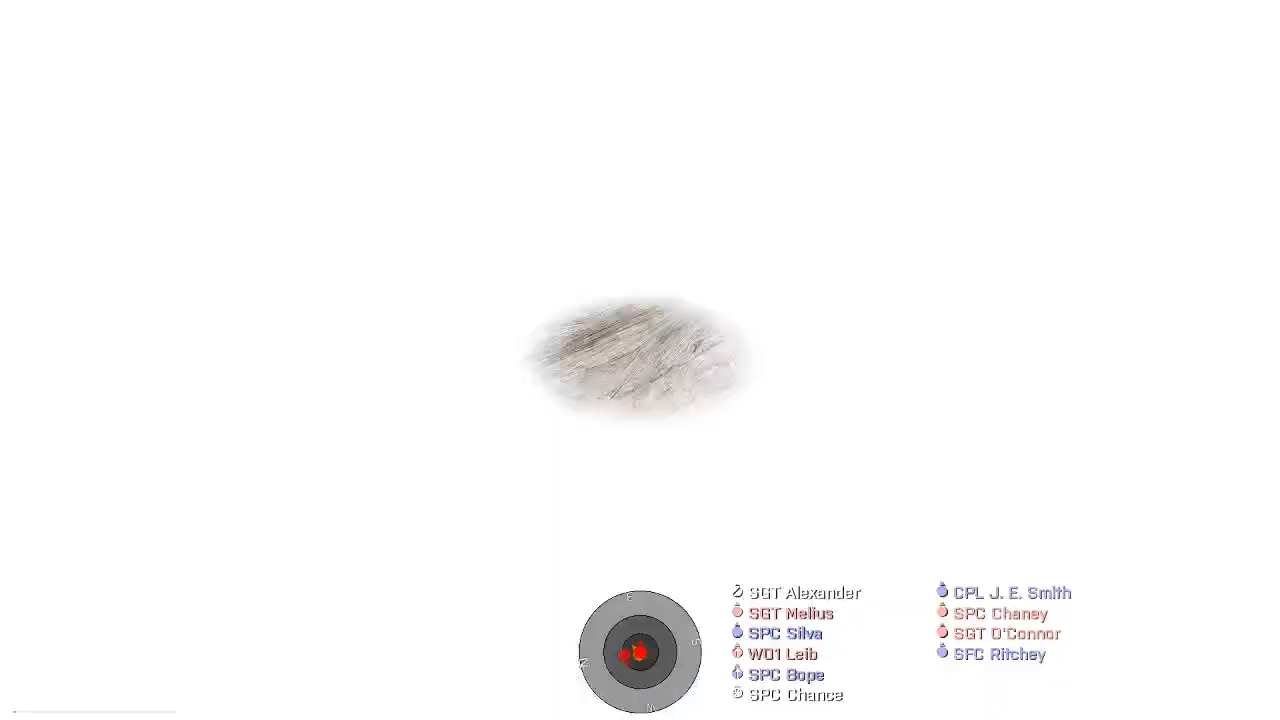 E
S
N
W
SGT Alexander
SGT Melius
SPC Silva
WO1 Leib
SPC Bope
SPC Chance
CPL J. E. Smith
SPC Chaney
SGT O'Connor
SFC Ritchey